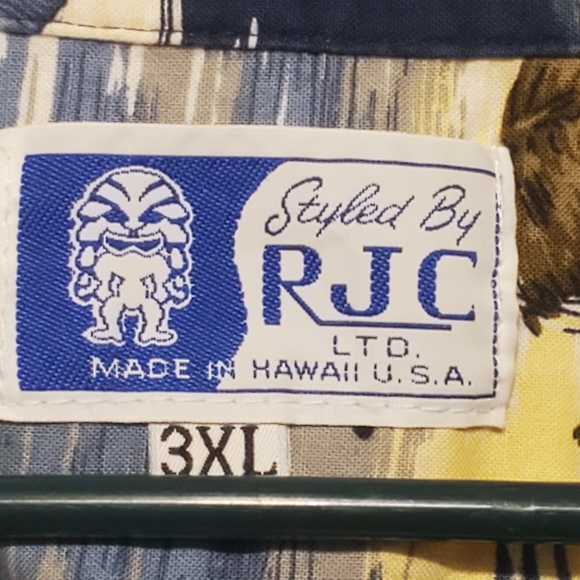 Styled By
RJC
LTD.
MADE IN HAWAII U.S.A.
3XL